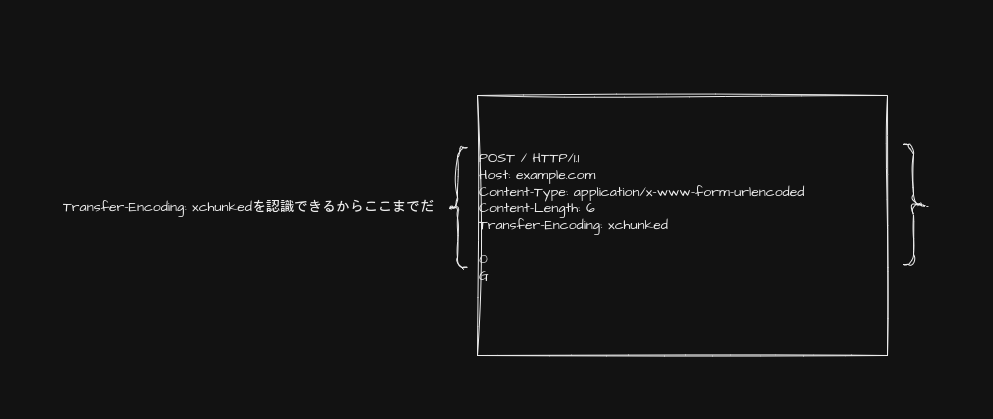 POST / HTTP/1.1
Host: example.com
Content-Type: application/x-www-form-urlencoded
Content-Length: 6
Transfer-Encoding: xchunked
0
G
Transfer-Encoding: xchunkedを認識できるからここまでだ